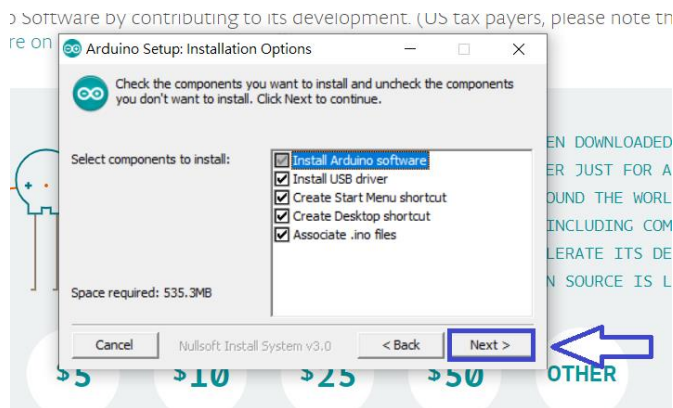 o Software by contributing to its development. (US tax payers, please note th
re on
Arduino Setup: Installation Options
Check the components you want to install and uncheck the components
you don't want to install. Click Next to continue.
Select components to install:
Install Arduino software
Install USB driver
Create Start Menu shortcut
Create Desktop shortcut
Associate .ino files
Space required: 535.3MB
Cancel
Nullsoft Install System v3.0
< Back
Next >
EN DOWNLOADED
ER JUST FOR A
OUND THE WORL
INCLUDING COM
LERATE ITS DE
N SOURCE IS L
$5
$10
$25
$50
OTHER